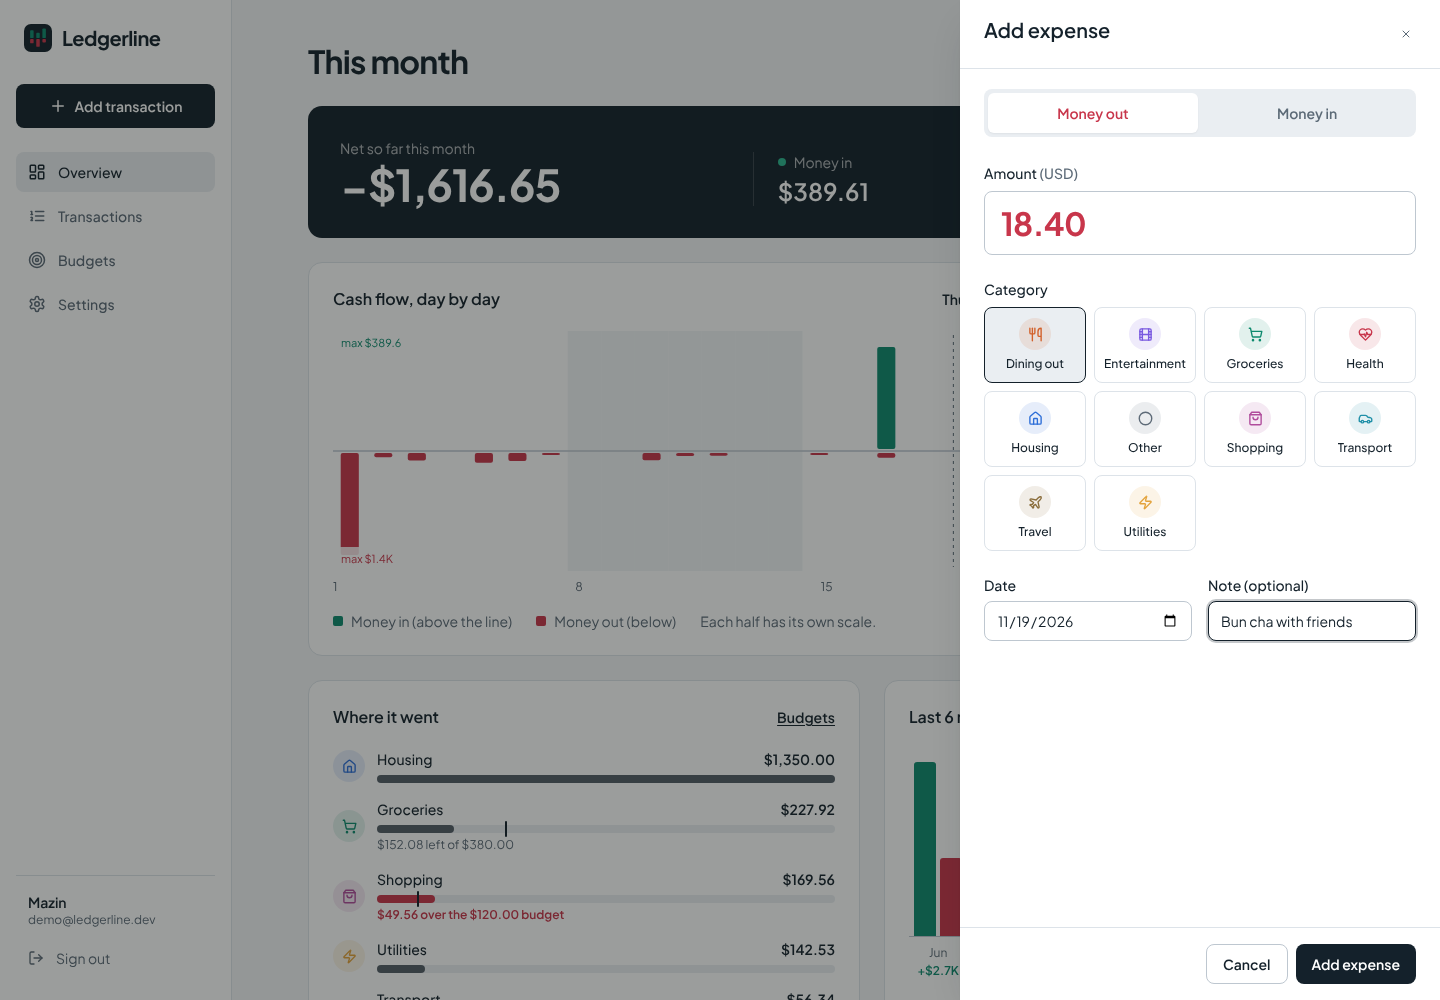 Ledgerline
Add transaction
Overview
Transactions
Budgets
Settings
Mazin
demo@ledgerline.dev
Sign out
This month
Net so far this month
−$1,616.65
Money in
$389.61
Cash flow, day by day
Thu
max $389.6
max $1.4K
1
8
15
Money in (above the line)
Money out (below)
Each half has its own scale.
Where it went
Budgets
Housing
$1,350.00
Groceries
$227.92
$152.08 left of $380.00
Shopping
$169.56
$49.56 over the $120.00 budget
Utilities
$142.53
Transport
$56.34
Last 6
Jun
+$2.7K
Add expense
Money out
Money in
Amount (USD)
18.40
Category
Dining out
Entertainment
Groceries
Health
Housing
Other
Shopping
Transport
Travel
Utilities
Date
11/19/2026
Note (optional)
Bun cha with friends
Cancel
Add expense